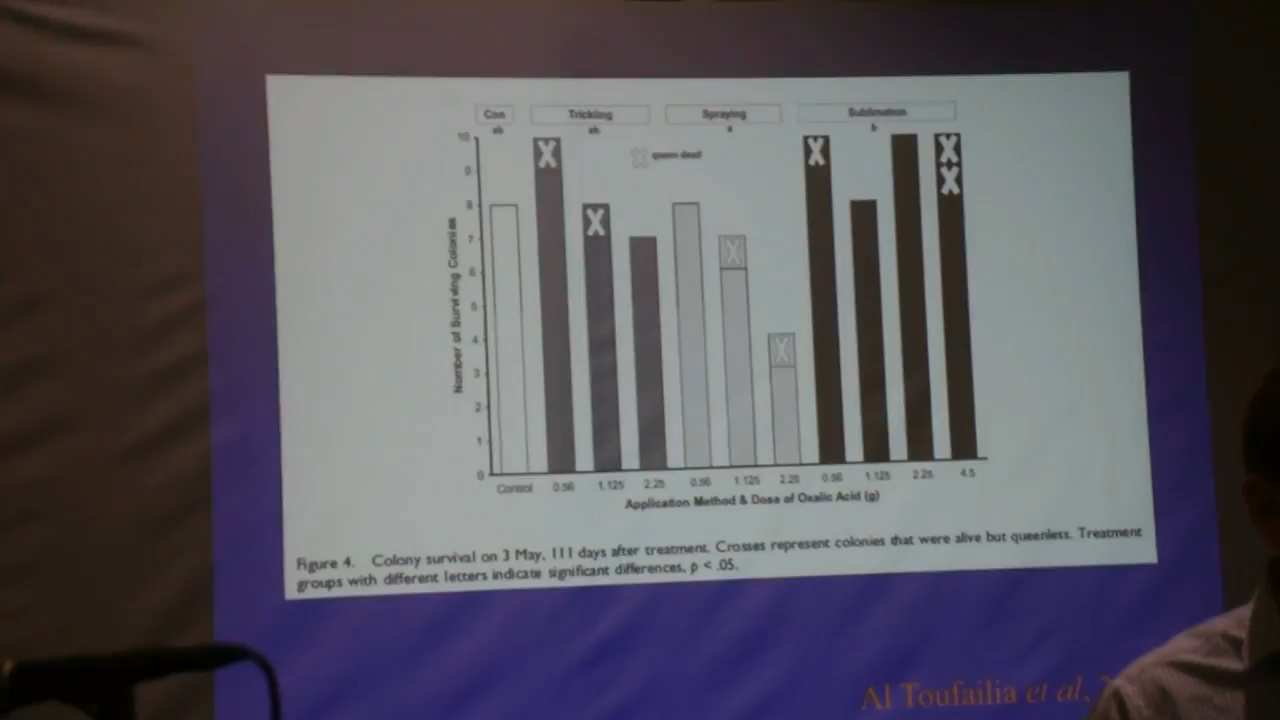 Con Trickling Spraying Sublimation
ab ab a b
queen dead
10
9
8
7
6
5
4
3
2
1
0
Number of Surviving Colonies
Control 0.56 1.125 2.25 0.56 1.125 2.25 0.56 1.125 2.25 4.5
Application Method & Dose of Oxalic Acid (g)
Figure 4. Colony survival on 3 May, 111 days after treatment. Crosses represent colonies that were alive but queenless. Treatment
groups with different letters indicate significant differences, p < .05.
Al Toufailia et al,